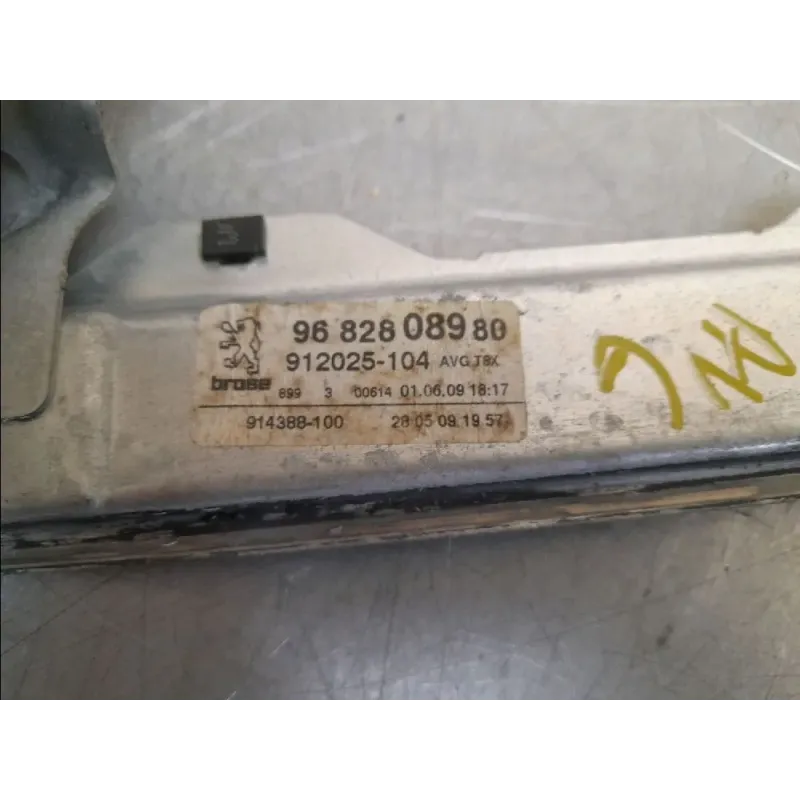 96 828 089 80
912025-104 AVG T8X
brose
899 3 00614 01.06.09 18:17
914388-100 28.05.09 19:57